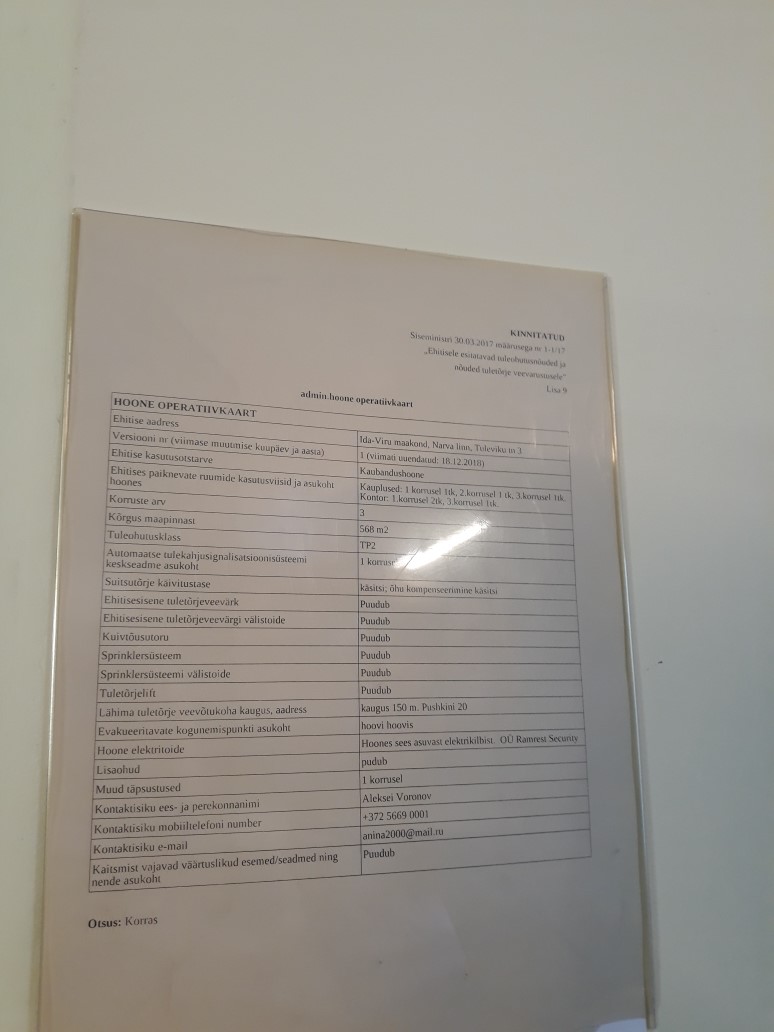 KINNITATUD
Siseministri 30.03.2017 määrusega nr 1-1/17
„Ehitisele esitatavad tuleohutusnõuded ja
nõuded tuletõrje veevarustusele"
Lisa 9
admin.hoone operatiivkaart
HOONE OPERATIIVKAART
Ehitise aadress
Ida-Viru maakond, Narva linn, Tuleviku tn 3
Versiooni nr (viimase muutmise kuupäev ja aasta)
1 (viimati uuendatud: 18.12.2018)
Ehitise kasutusotstarve
Kaubandushoone
Ehitises paiknevate ruumide kasutusviisid ja asukoht
hoones
Kauplused: 1 korrusel 1tk, 2.korrusel 1 tk, 3.korrusel 1tk.
Kontor: 1.korrusel 2tk, 3.korrusel 1tk.
Korruste arv
3
Kõrgus maapinnast
568 m2
Tuleohutusklass
TP2
Automaatse tulekahjusignalisatsioonisüsteemi
keskseadme asukoht
1 korrusel
Suitsutõrje käivitustase
käsitsi; õhu kompenseerimine käsitsi
Ehitisesisene tuletõrjeveevärk
Puudub
Ehitisesisene tuletõrjeveevärgi välistoide
Puudub
Kuivtõusutoru
Puudub
Sprinklersüsteem
Puudub
Sprinklersüsteemi välistoide
Puudub
Tuletõrjelift
Puudub
Lähima tuletõrje veevõtukoha kaugus, aadress
kaugus 150 m. Pushkini 20
Evakueeritavate kogunemispunkti asukoht
hoovi hoovis
Hoone elektritoide
Hoones sees asuvast elektrikilbist. OÜ Ramrest Security
Lisaohud
pudub
Muud täpsustused
1 korrusel
Kontaktisiku ees- ja perekonnanimi
Aleksei Voronov
Kontaktisiku mobiiltelefoni number
+372 5669 0001
Kontaktisiku e-mail
anina2000@mail.ru
Kaitsmist vajavad väärtuslikud esemed/seadmed ning
nende asukoht
Puudub
Otsus: Korras